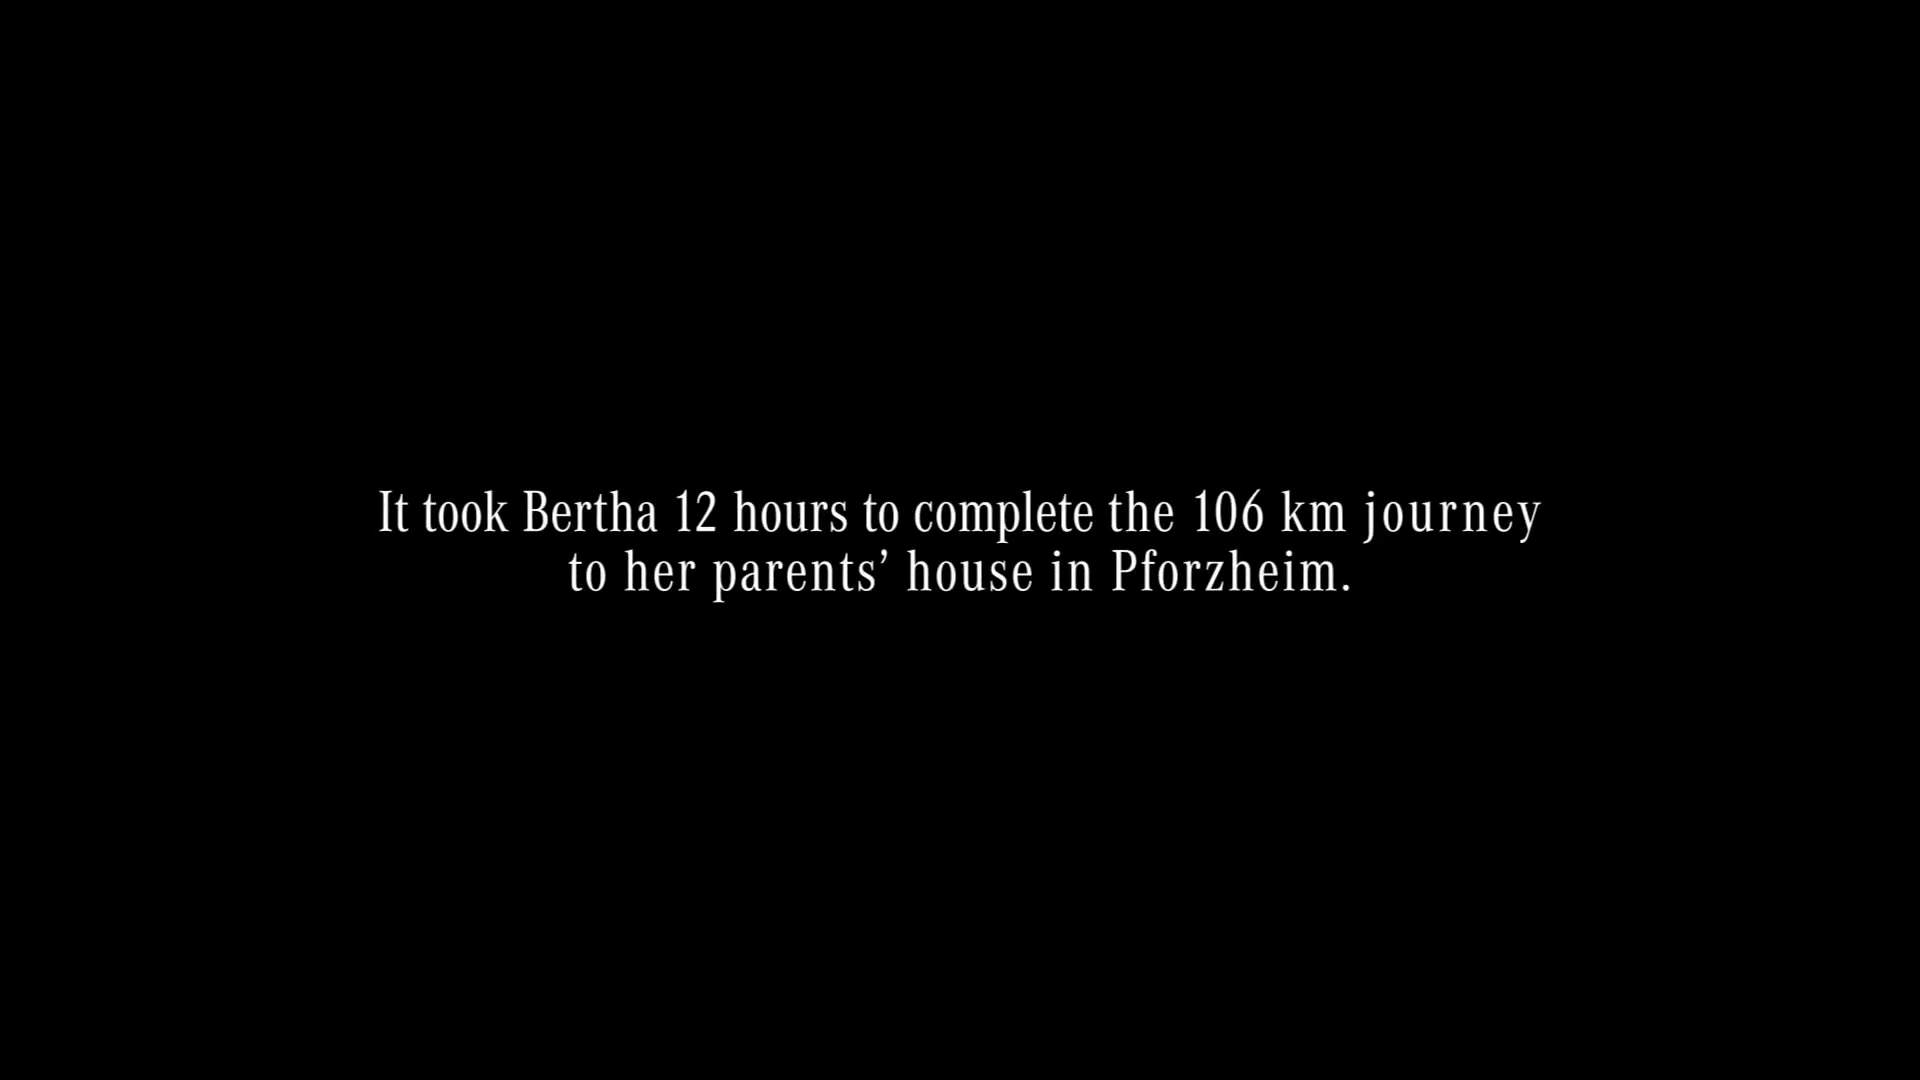 It took Bertha 12 hours to complete the 106 km journey
to her parents’ house in Pforzheim.